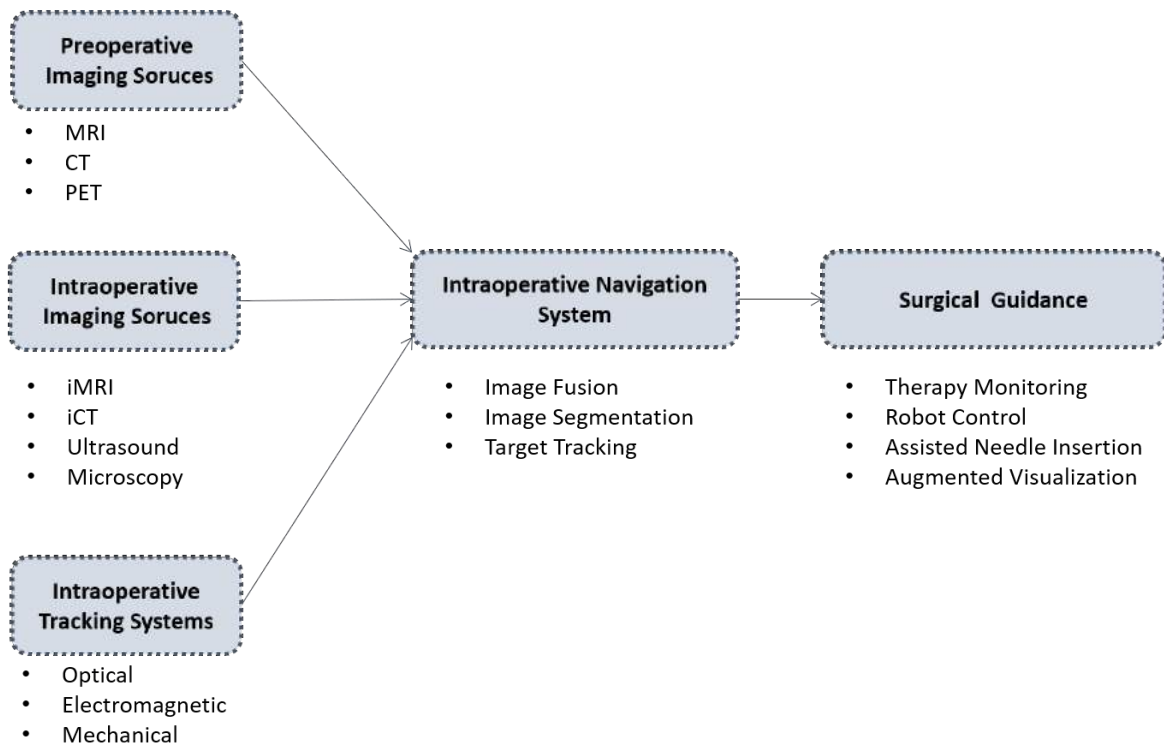 Preoperative
Imaging Soruces
• MRI
• CT
• PET
Intraoperative
Imaging Soruces
• iMRI
• iCT
• Ultrasound
• Microscopy
Intraoperative
Tracking Systems
• Optical
• Electromagnetic
• Mechanical
Intraoperative Navigation
System
• Image Fusion
• Image Segmentation
• Target Tracking
Surgical Guidance
• Therapy Monitoring
• Robot Control
• Assisted Needle Insertion
• Augmented Visualization